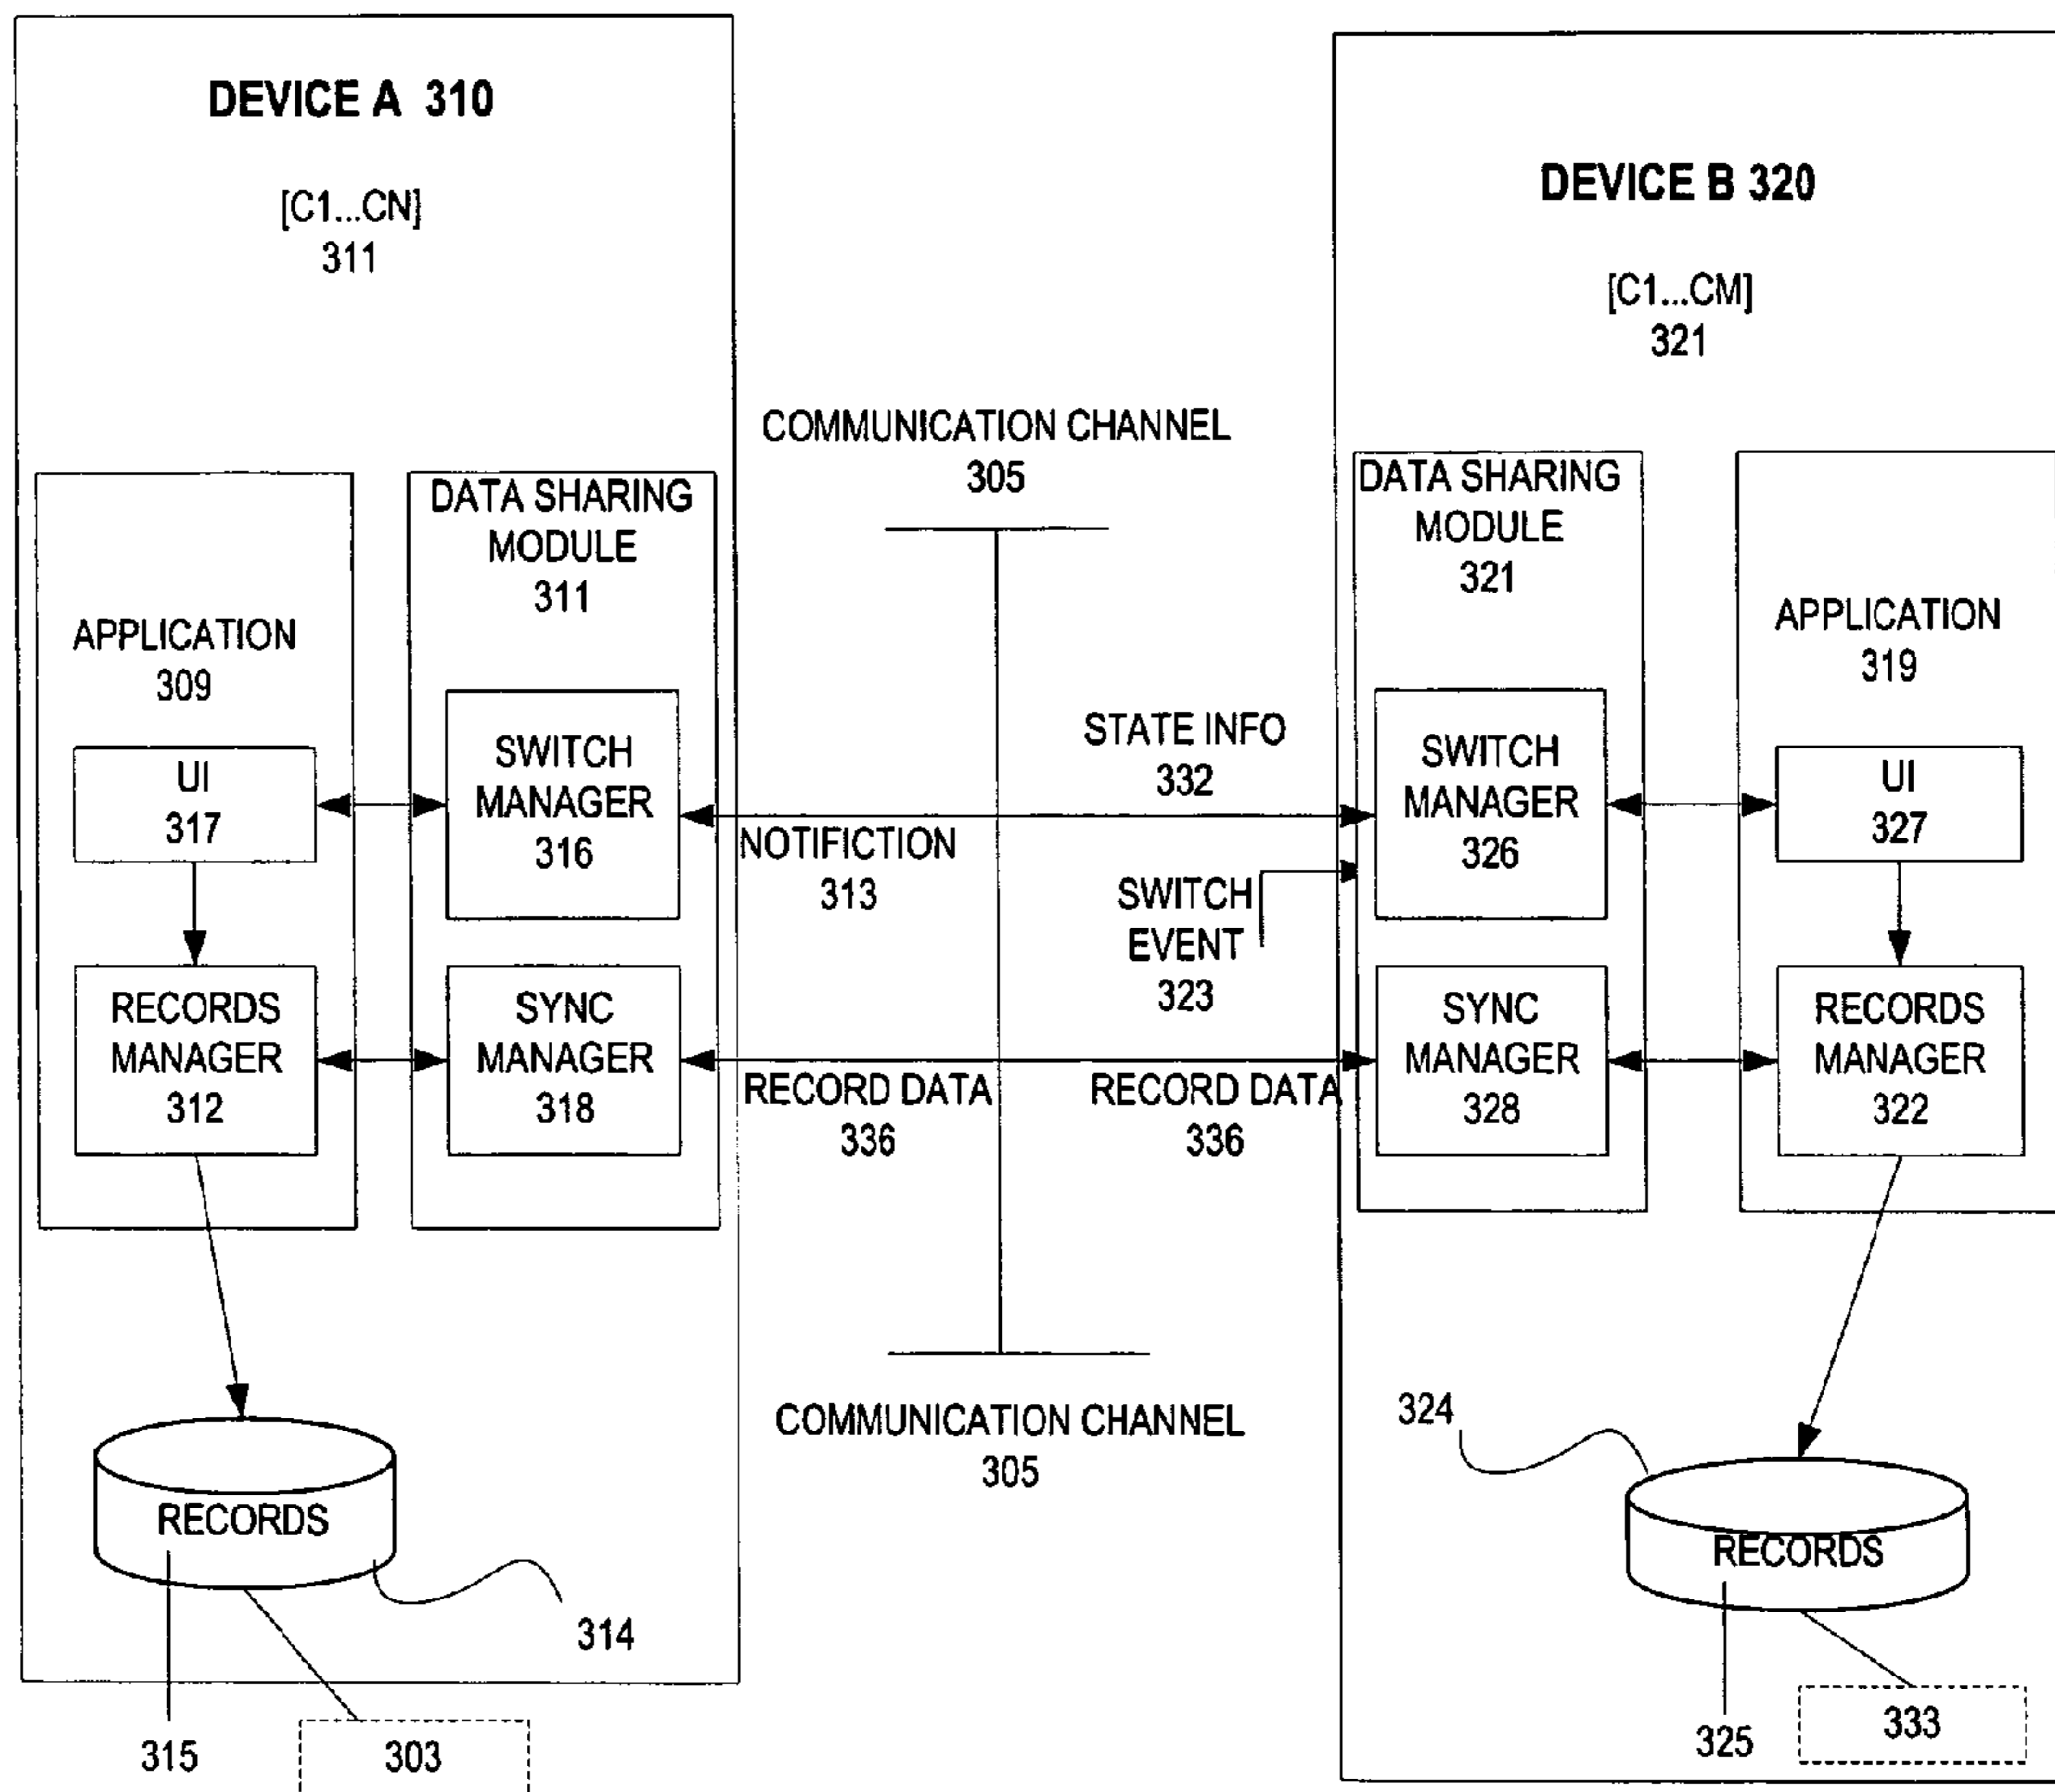 DEVICE A 310
[C1...CN]
311
DATA SHARING
MODULE
311
APPLICATION
309
SWITCH
MANAGER
316
UI
317
RECORDS
MANAGER
312
SYNC
MANAGER
318
RECORDS
314
315
303
COMMUNICATION CHANNEL
305
STATE INFO
332
NOTIFICTION
313
SWITCH
EVENT
323
RECORD DATA
336
RECORD DATA
336
COMMUNICATION CHANNEL
305
DEVICE B 320
[C1...CM]
321
DATA SHARING
MODULE
321
APPLICATION
319
SWITCH
MANAGER
326
UI
327
SYNC
MANAGER
328
RECORDS
MANAGER
322
324
RECORDS
325
333